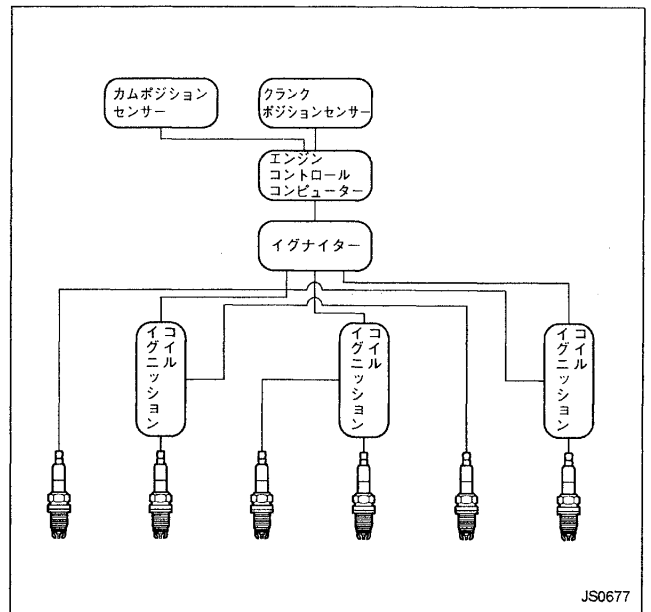 カムポジション
センサー
クランク
ポジションセンサー
エンジン
コントロール
コンピューター
イグナイター
イグニッション
コイル
イグニッション
コイル
イグニッション
コイル
JS0677